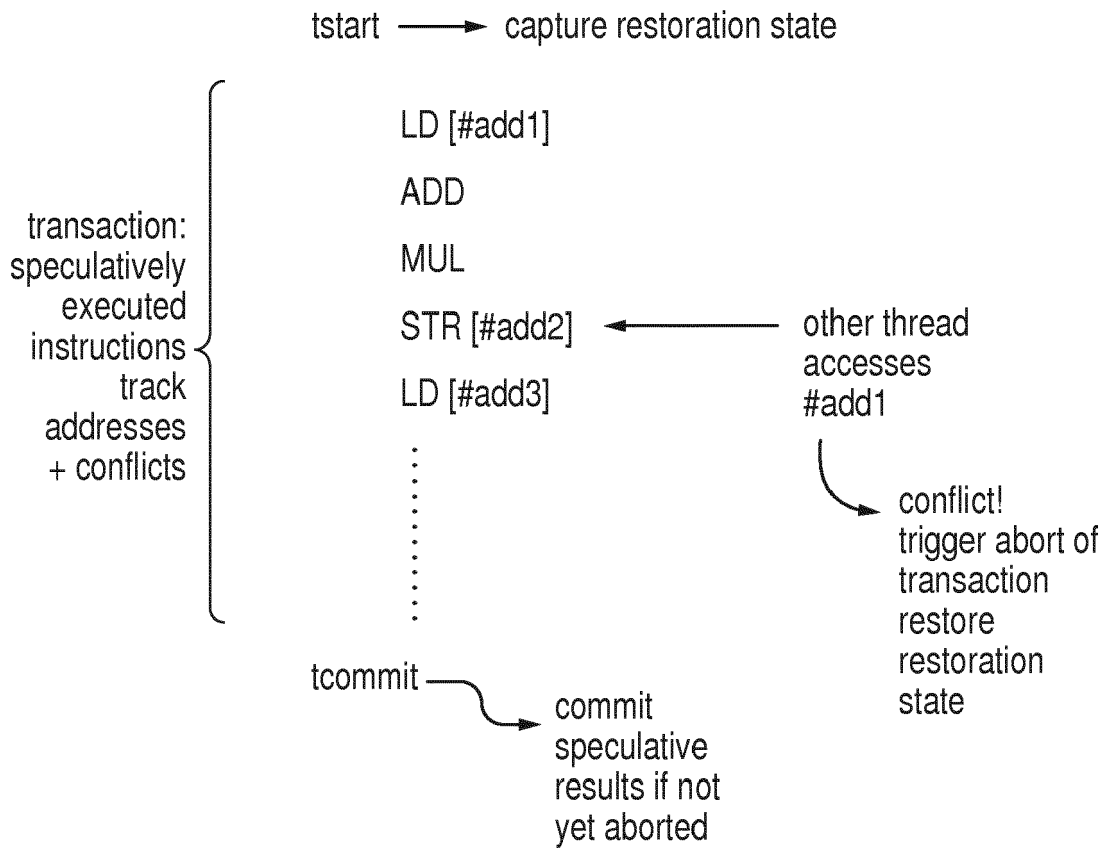 tstart
capture restoration state
LD [#add1]
ADD
MUL
STR [#add2]
LD [#add3]
transaction:
speculatively
executed
instructions
track
addresses
+ conflicts
other thread
accesses
#add1
conflict!
trigger abort of
transaction
restore
restoration
state
tcommit
commit
speculative
results if not
yet aborted